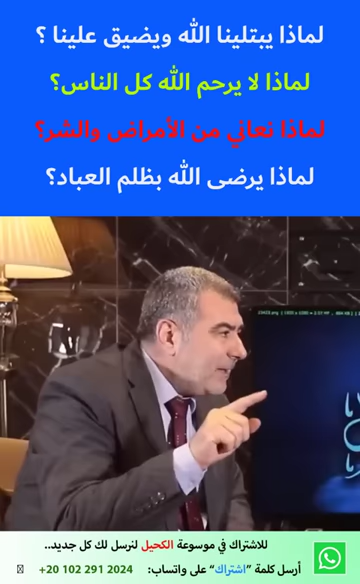 لماذا يبتلينا الله ويضيق علينا ؟
لماذا لا يرحم الله كل الناس؟
لماذا نعاني من الأمراض والشر؟
لماذا يرضى الله بظلم العباد؟
للاشتراك في موسوعة الكحيل لنرسل لك كل جديد..
أرسل كلمة "اشتراك" على واتساب: +20 102 291 2024